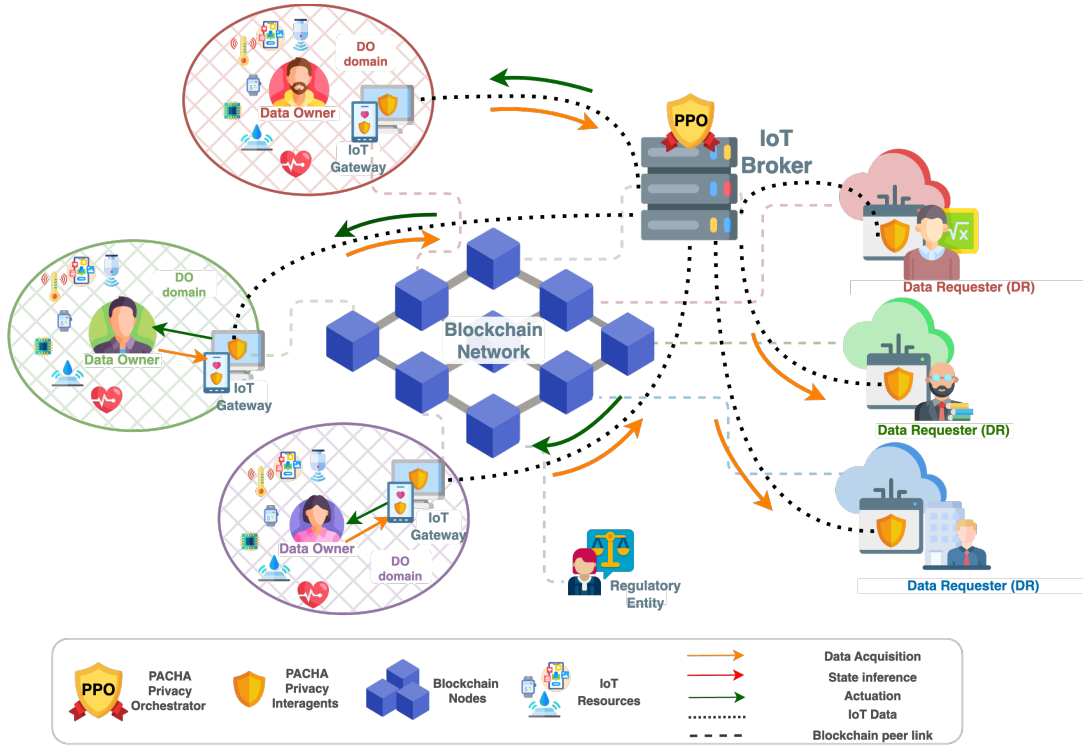 DO
domain
Data Owner
IoT
Gateway
PPO
IoT
Broker
√x
Data Requester (DR)
DO
domain
Data Owner
IoT
Gateway
Blockchain
Network
Data Requester (DR)
DO
domain
Data Owner
IoT
Gateway
Regulatory
Entity
Data Requester (DR)
PPO
PACHA
Privacy
Orchestrator
PACHA
Privacy
Interagents
Blockchain
Nodes
IoT
Resources
Data Acquisition
State inference
Actuation
IoT Data
Blockchain peer link